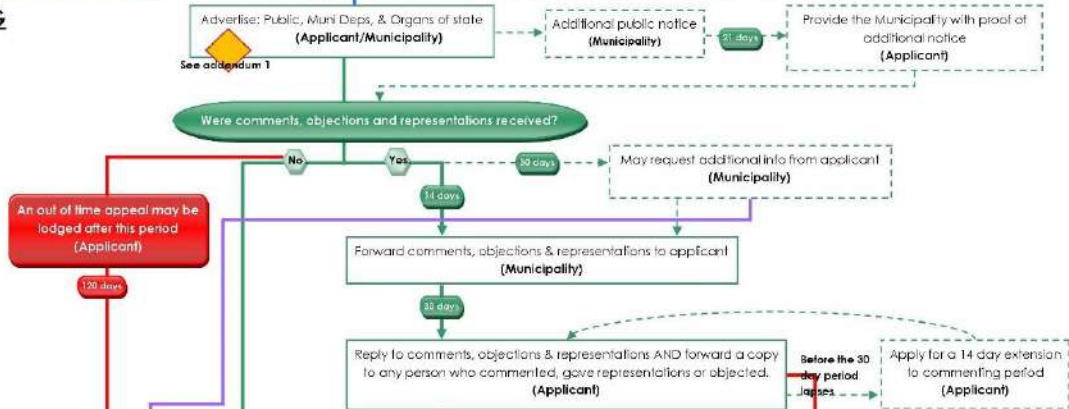 Advertise: Public, Muni Deps, & Organs of state
(Applicant/Municipality)
See addendum 1
Additional public notice
(Municipality)
21 days
Provide the Municipality with proof of
additional notice
(Applicant)
Were comments, objections and representations received?
No
Yes
30 days
May request additional info from applicant
(Municipality)
14 days
An out of time appeal may be
lodged after this period
(Applicant)
120 days
Forward comments, objections & representations to applicant
(Municipality)
30 days
Reply to comments, objections & representations AND forward a copy
to any person who commented, gave representations or objected.
(Applicant)
Before the 30
day period
lapses
Apply for a 14 day extension
to commenting period
(Applicant)